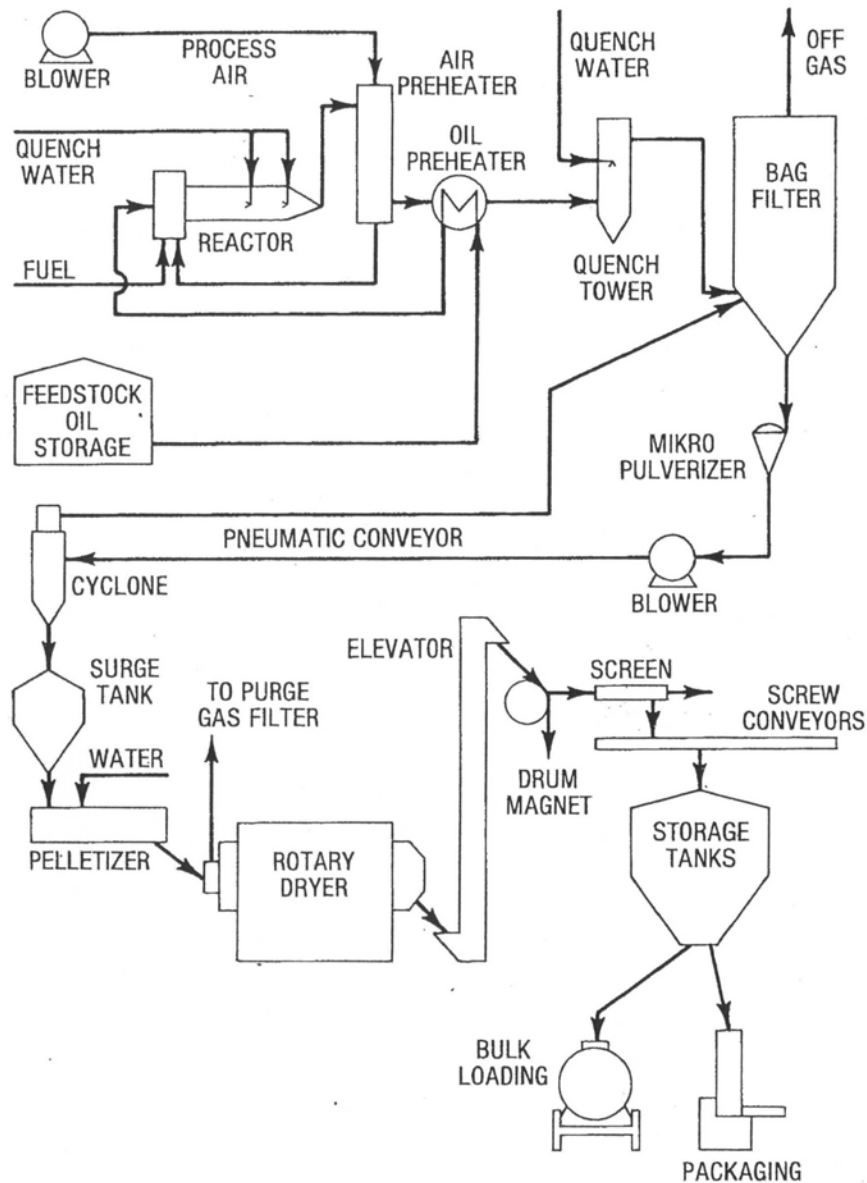 BLOWER
PROCESS
AIR
AIR
PREHEATER
QUENCH
WATER
OFF
GAS
QUENCH
WATER
OIL
PREHEATER
BAG
FILTER
REACTOR
QUENCH
TOWER
FUEL
FEEDSTOCK
OIL
STORAGE
MIKRO
PULVERIZER
PNEUMATIC CONVEYOR
CYCLONE
BLOWER
SURGE
TANK
ELEVATOR
SCREEN
TO PURGE
GAS FILTER
SCREW
CONVEYORS
WATER
DRUM
MAGNET
PELLETIZER
ROTARY
DRYER
STORAGE
TANKS
BULK
LOADING
PACKAGING